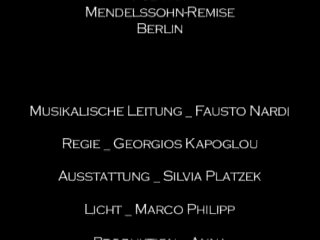 Mendelssohn-Remise
Berlin
Musikalische Leitung _ Fausto Nardi
Regie _ Georgios Kapoglou
Ausstattung _ Silvia Platzek
Licht _ Marco Philipp